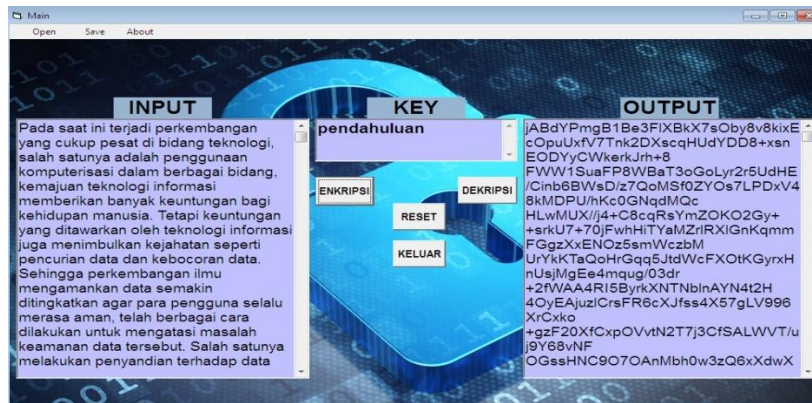 Main
Open Save About
INPUT
KEY
OUTPUT
Pada saat ini terjadi perkembangan
yang cukup pesat di bidang teknologi,
salah satunya adalah penggunaan
komputerisasi dalam berbagai bidang,
kemajuan teknologi informasi
memberikan banyak keuntungan bagi
kehidupan manusia. Tetapi keuntungan
yang ditawarkan oleh teknologi informasi
juga menimbulkan kejahatan seperti
pencurian data dan kebocoran data.
Sehingga perkembangan ilmu
mengamankan data semakin
ditingkatkan agar para pengguna selalu
merasa aman, telah berbagai cara
dilakukan untuk mengatasi masalah
keamanan data tersebut. Salah satunya
melakukan penyandian terhadap data
pendahuluan
ENKRIPSI
DEKRIPSI
RESET
KELUAR
jABdYPmgB1Be3FIXBkX7sOby8v8kixE
cOpuUxfV7Tnk2DXscqHUdYDD8+xsn
EODYyCWkerkJrh+8
FWW1SuaFP8WBaT3oGoLyr2r5UdHE
/Cinb6BWsD/z7QoMSf0ZYOs7LPDxV4
8kMDPU/hKc0GNqdMQc
HLwMUX//j4+C8cqRsYmZOKO2Gy+
+srkU7+70jFwhHiTYaMZrlRXlGnKqmm
FGgzXxENOz5smWczbM
UrYkKTaQoHrGqq5JtdWcFXOtKGyrxH
nUsjMgEe4mqug/03dr
+2fWAA4RI5ByrkXNTNblnAYN4t2H
4OyEAjuzlCrsFR6cXJfss4X57gLV996
XrCxko
+gzF20XfCxpOVvtN2T7j3CfSALWVT/u
j9Y68vNF
OGssHNC9O7OAnMbh0w3zQ6xXdwX